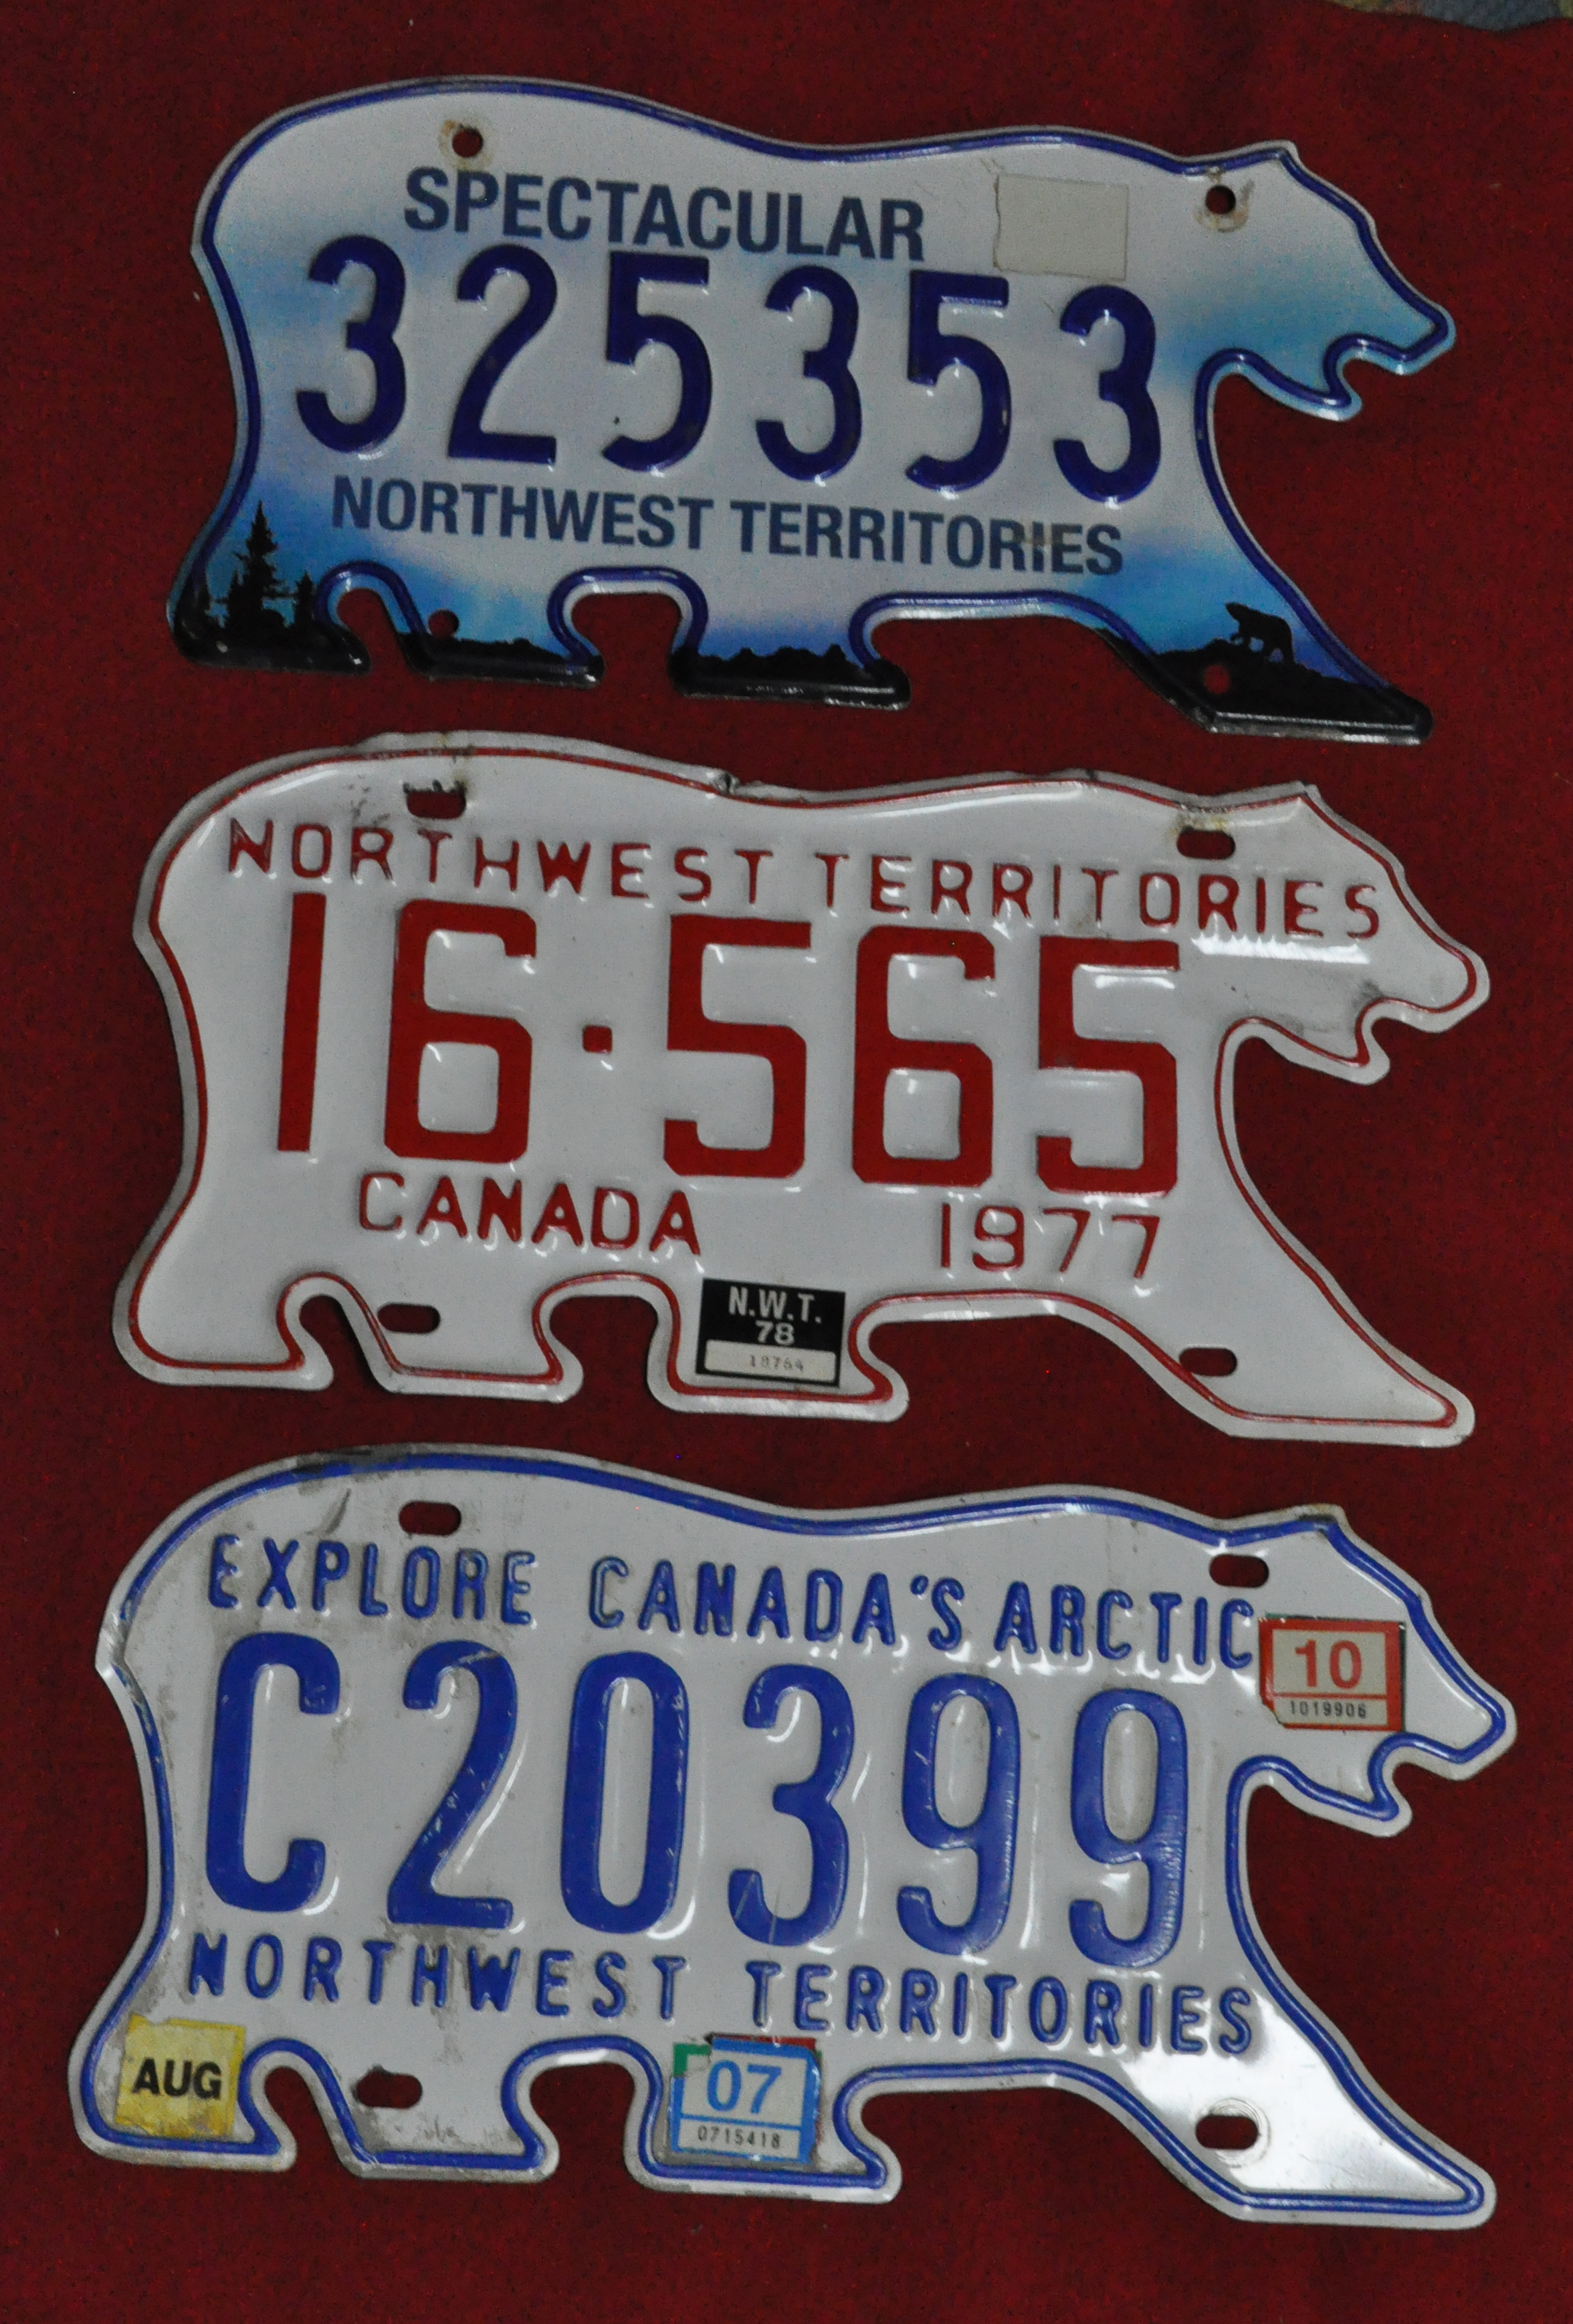 SPECTACULAR
325353
NORTHWEST TERRITORIES
NORTHWEST TERRITORIES
16·565
CANADA 1977
N.W.T.
78
18764
EXPLORE CANADA'S ARCTIC
10
1019906
C20399
NORTHWEST TERRITORIES
AUG
07
0715418